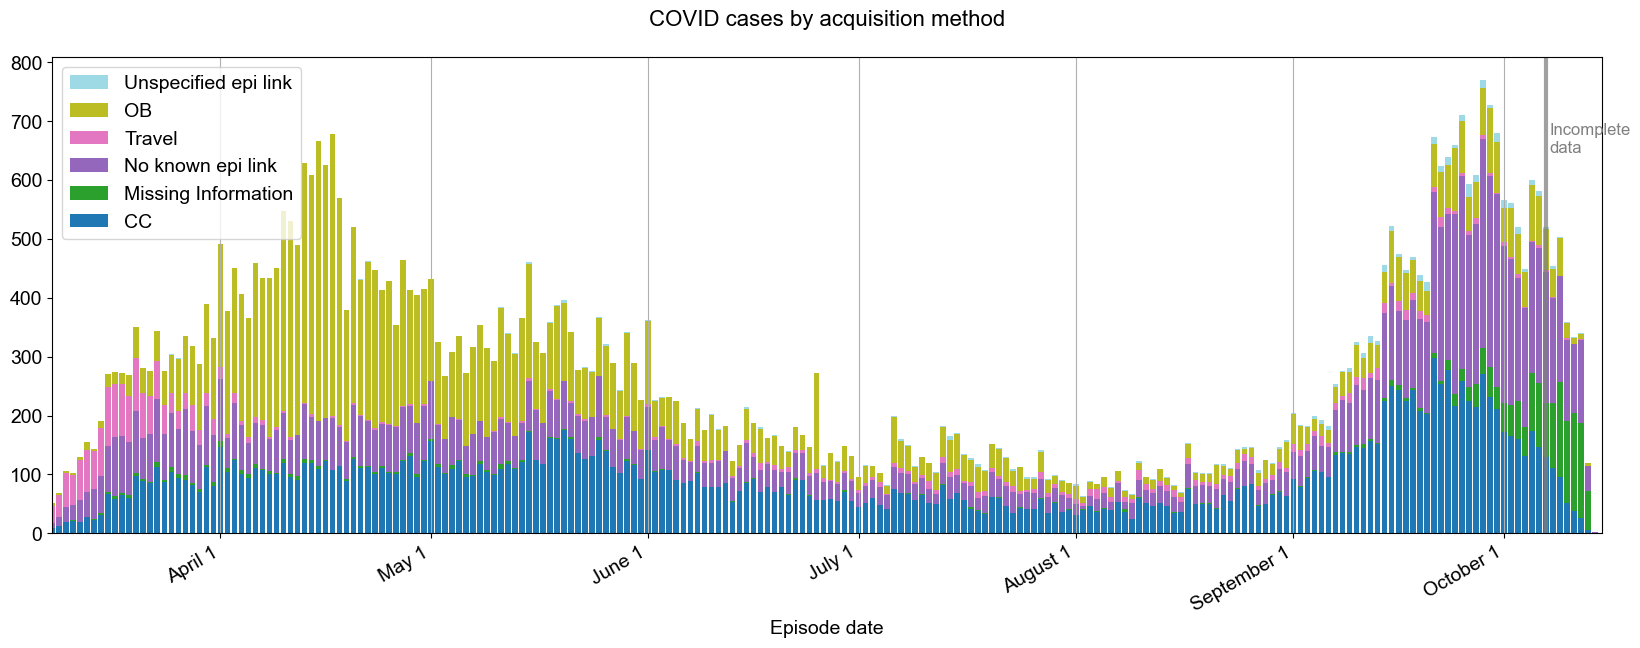 COVID cases by acquisition method
800
700
600
500
400
300
200
100
0
Unspecified epi link
OB
Travel
No known epi link
Missing Information
CC
Incomplete
data
April 1
May 1
June 1
July 1
August 1
September 1
October 1
Episode date